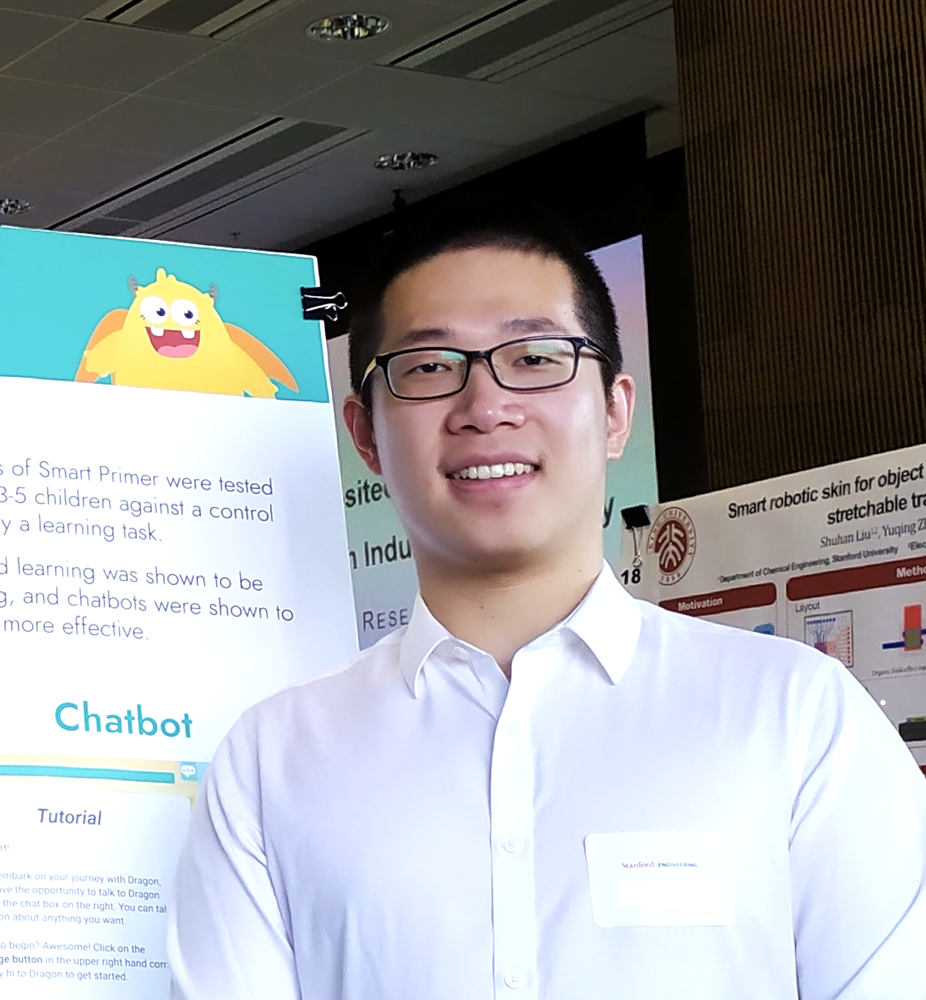 of Smart Primer were tested
3-5 children against a control
y a learning task.
d learning was shown to be
g, and chatbots were shown to
more effective.
Chatbot
Tutorial
embark on your journey with Dragon,
ve the opportunity to talk to Dragon
the chat box on the right. You can tal
on about anything you want.
o begin? Awesome! Click on the
ge button in the upper right hand corr
hi to Dragon to get started.
site
n Indu
y
RESE
18
Smart robotic skin for object
stretchable tra
Shuhan Liu¹,², Yuqing Z
¹Department of Chemical Engineering, Stanford University ²Elec
Motivation
Metho
Layout
Stanford ENGINEERING